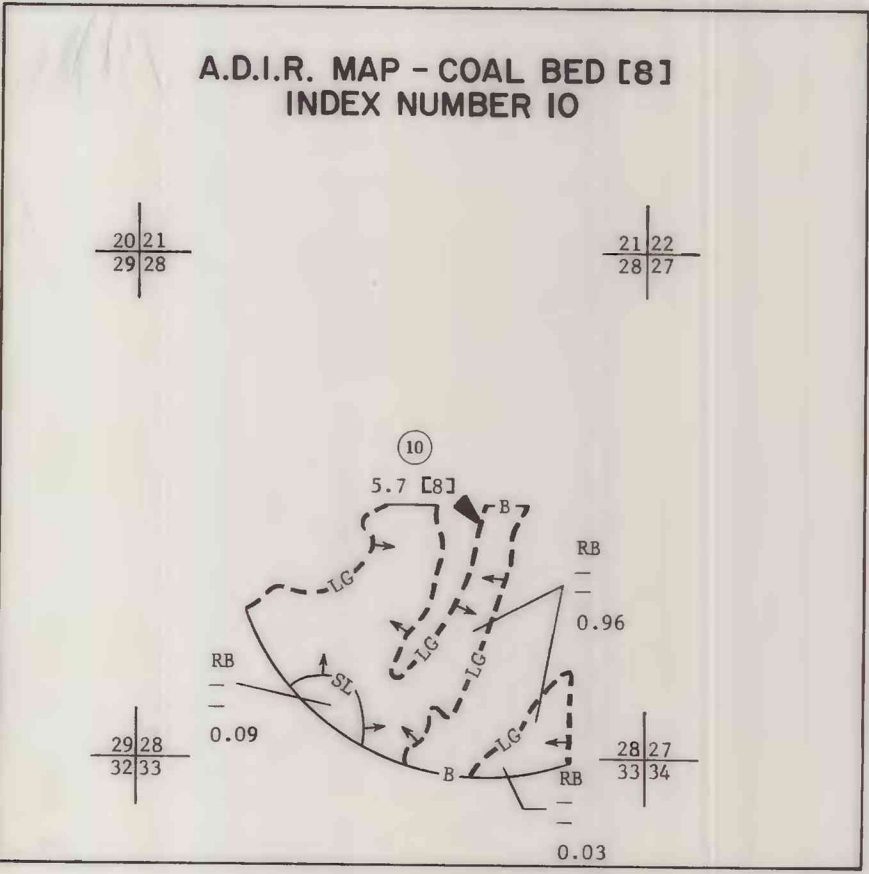 A.D.I.R. MAP - COAL BED [8]
INDEX NUMBER 10
20 21
29 28
21 22
28 27
10
5.7 [8]
B
RB
—
—
0.96
LG
LG
LG
RB
—
—
0.09
SL
LG
29 28
32 33
28 27
33 34
B
RB
—
—
0.03